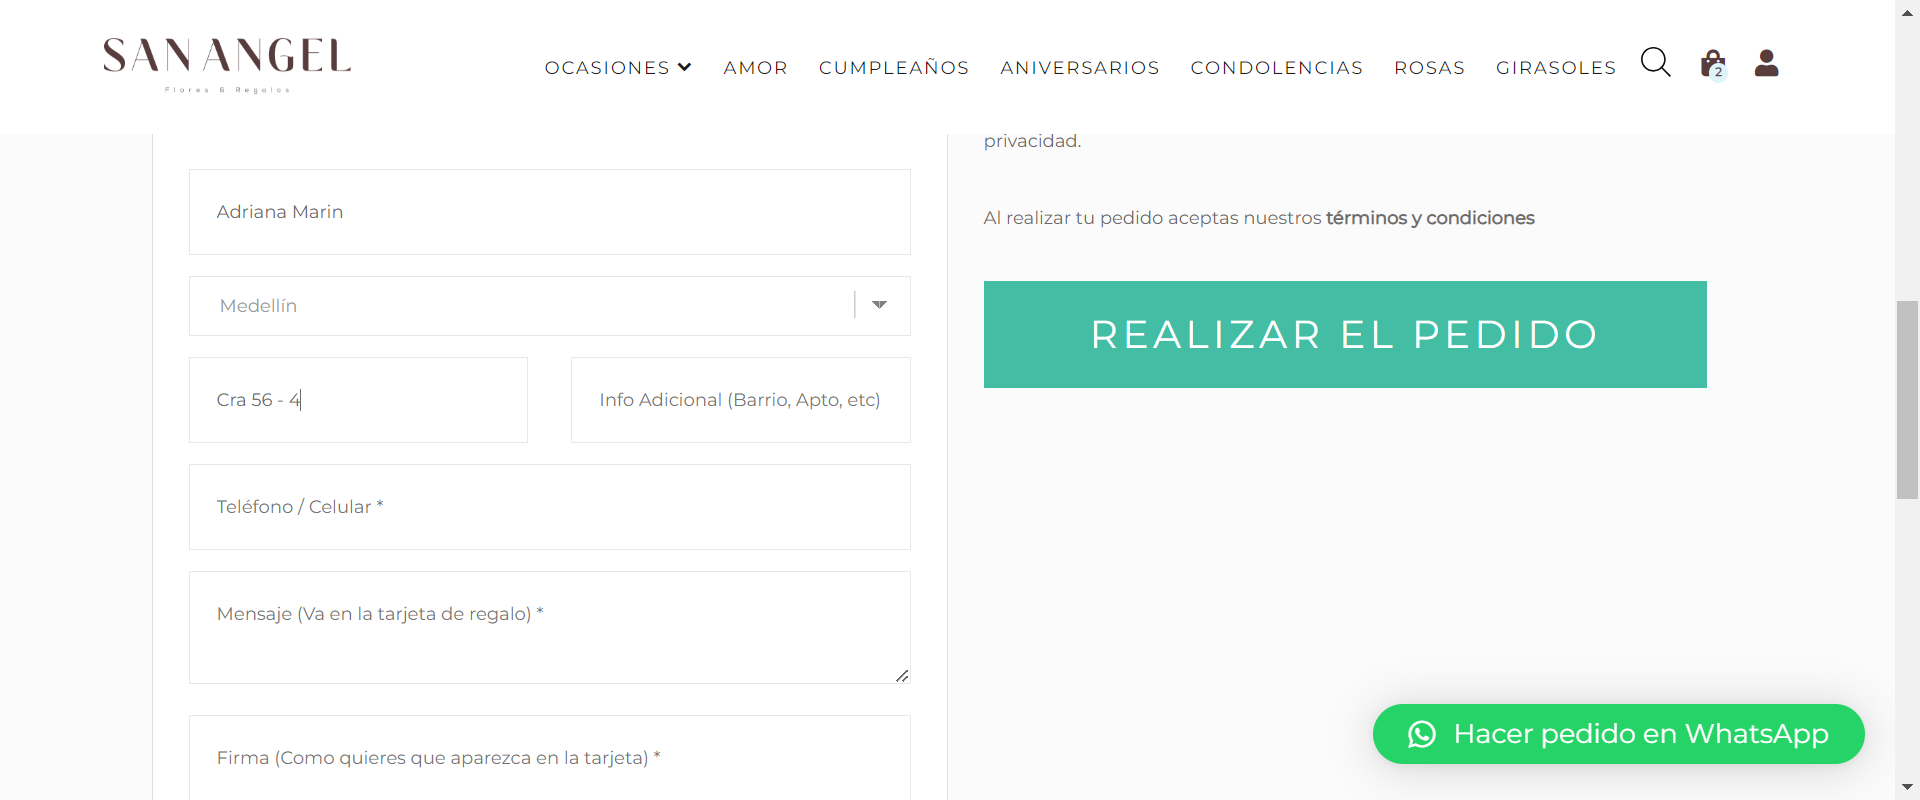 SAN ANGEL
Flores & Regalos
OCASIONES AMOR CUMPLEAÑOS ANIVERSARIOS CONDOLENCIAS ROSAS GIRASOLES
2
privacidad.
Adriana Marin
Al realizar tu pedido aceptas nuestros términos y condiciones
Medellín
REALIZAR EL PEDIDO
Cra 56 - 4
Info Adicional (Barrio, Apto, etc)
Teléfono / Celular *
Mensaje (Va en la tarjeta de regalo) *
Hacer pedido en WhatsApp
Firma (Como quieres que aparezca en la tarjeta) *